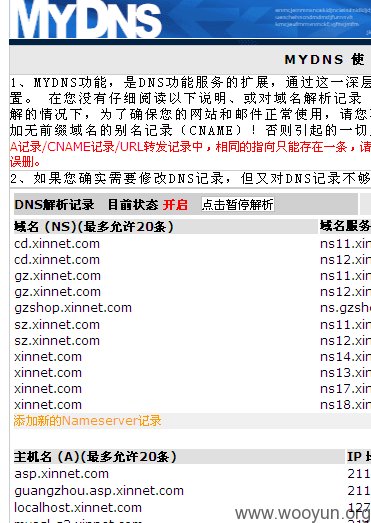 MYDNS
MYDNS 使
1、MYDNS功能，是DNS功能服务的扩展，通过这一深层
置。 在您没有仔细阅读以下说明、或对域名解析记录（
解的情况下，为了确保您的网站和邮件正常使用，请您
加无前缀域名的别名记录（CNAME）！否则引起的一切
A记录/CNAME记录/URL转发记录中，相同的指向只能存在一条，请
误删。
2、如果您确实需要修改DNS记录，但又对DNS记录不够
DNS解析记录 目前状态 开启 点击暂停解析
域名 (NS)(最多允许20条) 域名服务
cd.xinnet.com ns11.xin
cd.xinnet.com ns12.xin
gz.xinnet.com ns11.xin
gz.xinnet.com ns12.xin
gzshop.xinnet.com ns.gzsho
sz.xinnet.com ns11.xin
sz.xinnet.com ns12.xin
xinnet.com ns14.xin
xinnet.com ns13.xin
xinnet.com ns17.xin
xinnet.com ns18.xin
添加新的Nameserver记录
主机名 (A)(最多允许20条) IP
asp.xinnet.com 211
guangzhou.asp.xinnet.com 211
localhost.xinnet.com 127
www.wooyun.org